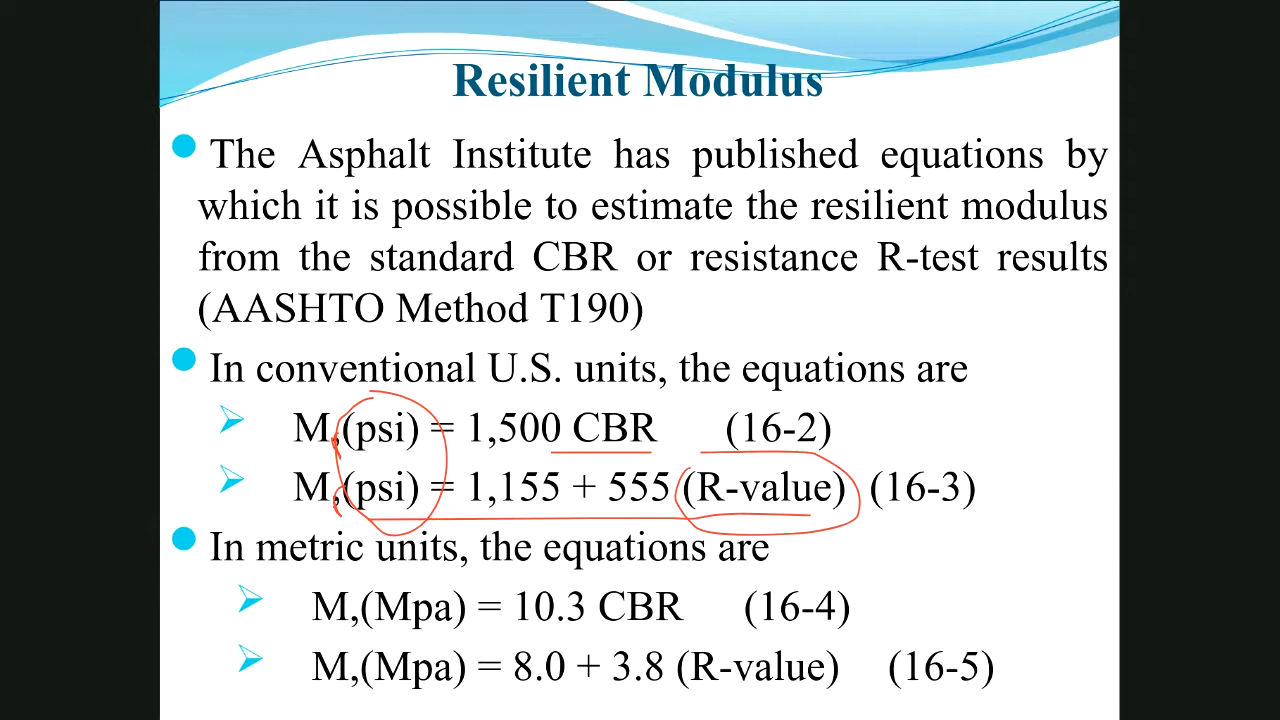 Resilient Modulus
The Asphalt Institute has published equations by
which it is possible to estimate the resilient modulus
from the standard CBR or resistance R-test results
(AASHTO Method T190)
In conventional U.S. units, the equations are
M,(psi) = 1,500 CBR (16-2)
M,(psi) = 1,155 + 555 (R-value) (16-3)
In metric units, the equations are
M,(Mpa) = 10.3 CBR (16-4)
M,(Mpa) = 8.0 + 3.8 (R-value) (16-5)